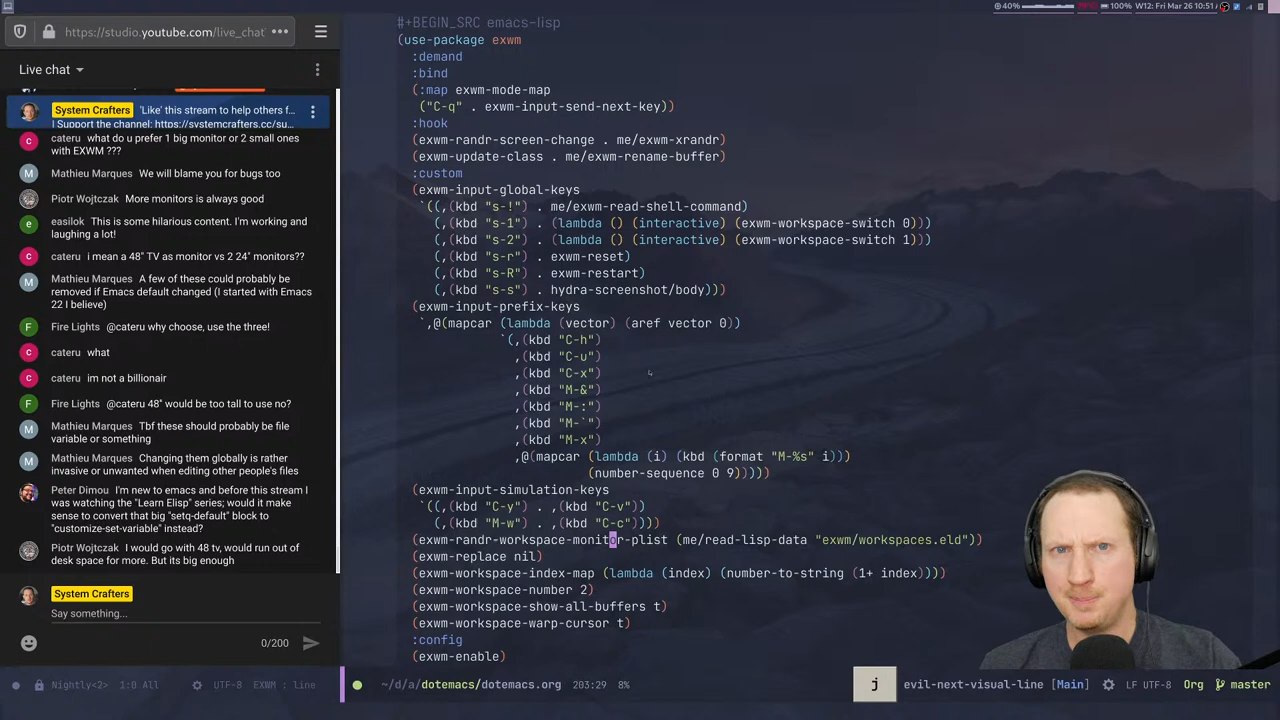 40%
100%
W12: Fri Mar 26 10:51 A
https://studio.youtube.com/live_chat
Live chat
System Crafters 'Like' this stream to help others f...
| Support the channel: https://systemcrafters.cc/su...
cateru what do u prefer 1 big monitor or 2 small ones
with EXWM ???
Mathieu Marques We will blame you for bugs too
Piotr Wojtczak More monitors is always good
easilok This is some hilarious content. I'm working and
laughing a lot!
cateru i mean a 48" TV as monitor vs 2 24" monitors??
Mathieu Marques A few of these could probably be
removed if Emacs default changed (I started with Emacs
22 I believe)
Fire Lights @cateru why choose, use the three!
cateru what
cateru im not a billionair
Fire Lights @cateru 48" would be too tall to use no?
Mathieu Marques Tbf these should probably be file
variable or something
Mathieu Marques Changing them globally is rather
invasive or unwanted when editing other people's files
Peter Dimou I'm new to emacs and before this stream I
was watching the "Learn Elisp" series; would it make
sense to convert that big "setq-default" block to
"customize-set-variable" instead?
Piotr Wojtczak I would go with 48 tv, would run out of
desk space for more. But its big enough
System Crafters
Say something...
0/200
Nightly<2> 1:0 All UTF-8 EXWM : line
#+BEGIN_SRC emacs-lisp
(use-package exwm
:demand
:bind
(:map exwm-mode-map
("C-q" . exwm-input-send-next-key))
:hook
(exwm-randr-screen-change . me/exwm-xrandr)
(exwm-update-class . me/exwm-rename-buffer)
:custom
(exwm-input-global-keys
`((,(kbd "s-!") . me/exwm-read-shell-command)
(,(kbd "s-1") . (lambda () (interactive) (exwm-workspace-switch 0)))
(,(kbd "s-2") . (lambda () (interactive) (exwm-workspace-switch 1)))
(,(kbd "s-r") . exwm-reset)
(,(kbd "s-R") . exwm-restart)
(,(kbd "s-s") . hydra-screenshot/body)))
(exwm-input-prefix-keys
`,@(mapcar (lambda (vector) (aref vector 0))
`(,(kbd "C-h")
,(kbd "C-u")
,(kbd "C-x")
,(kbd "M-&")
,(kbd "M-:")
,(kbd "M-`")
,(kbd "M-x")
,@(mapcar (lambda (i) (kbd (format "M-%s" i)))
(number-sequence 0 9)))))
(exwm-input-simulation-keys
`((,(kbd "C-y") . ,(kbd "C-v"))
(,(kbd "M-w") . ,(kbd "C-c"))))
(exwm-randr-workspace-monitor-plist (me/read-lisp-data "exwm/workspaces.eld"))
(exwm-replace nil)
(exwm-workspace-index-map (lambda (index) (number-to-string (1+ index))))
(exwm-workspace-number 2)
(exwm-workspace-show-all-buffers t)
(exwm-workspace-warp-cursor t)
:config
(exwm-enable)
~/d/a/dotemacs/dotemacs.org 203:29 8%
j
evil-next-visual-line [Main] LF UTF-8 Org master